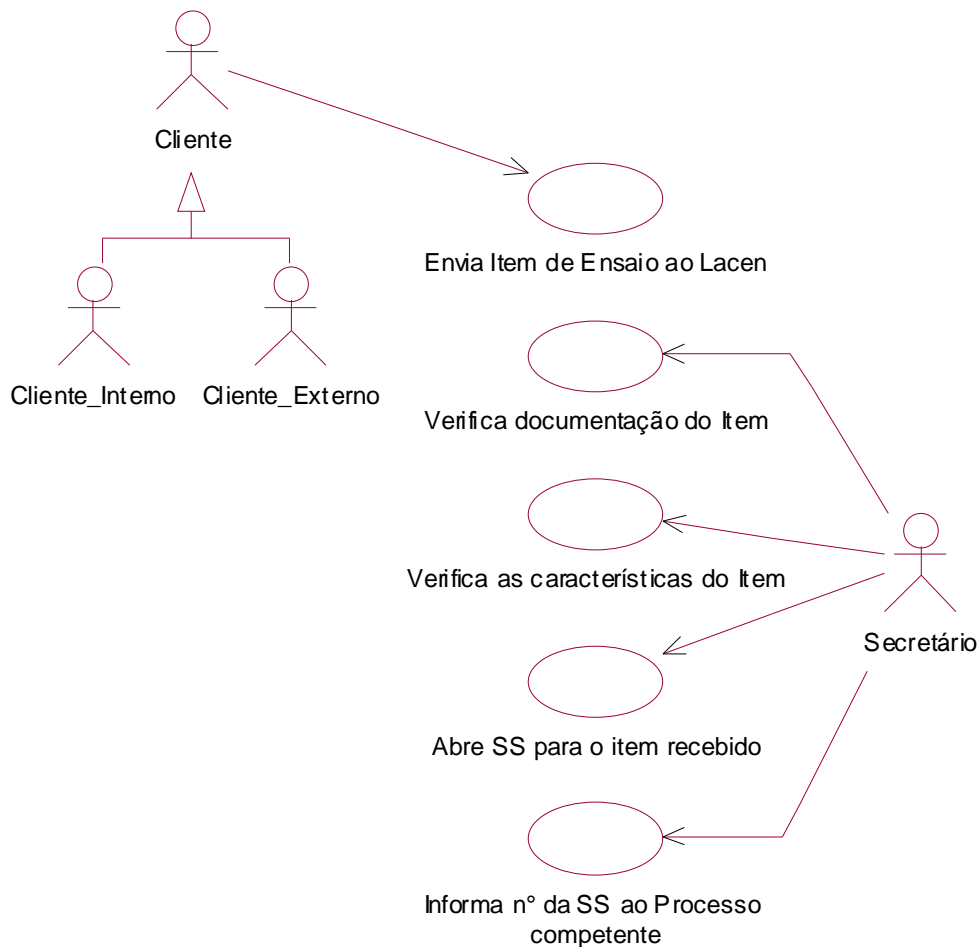 Cliente
Envia Item de Ensaio ao Lacen
Cliente_Interno
Cliente_Externo
Verifica documentação do Item
Verifica as características do Item
Secretário
Abre SS para o item recebido
Informa n° da SS ao Processo
competente